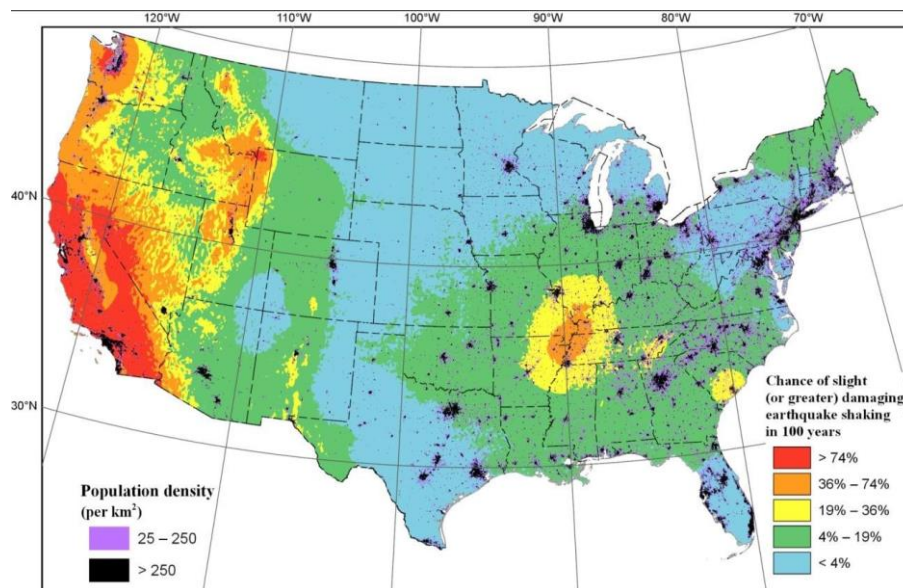 120°W
110°W
100°W
90°W
80°W
70°W
40°N
30°N
Population density
(per km²)
25 – 250
> 250
Chance of slight
(or greater) damaging
earthquake shaking
in 100 years
> 74%
36% – 74%
19% – 36%
4% – 19%
< 4%